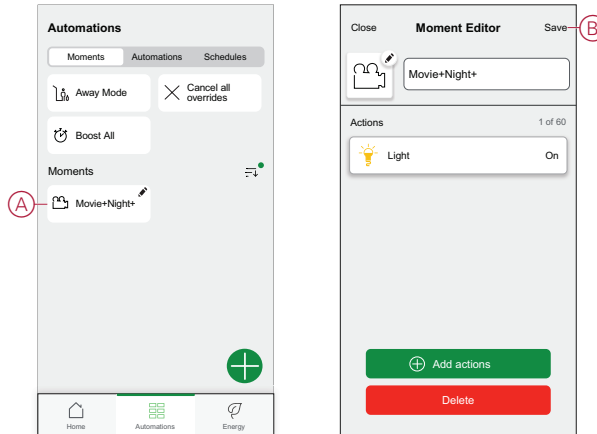 Automations
Moments Automations Schedules
Away Mode
Cancel all
overrides
Boost All
Moments
A
Movie+Night+
Home Automations Energy
Close Moment Editor Save
B
Movie+Night+
Actions 1 of 60
Light On
Add actions
Delete